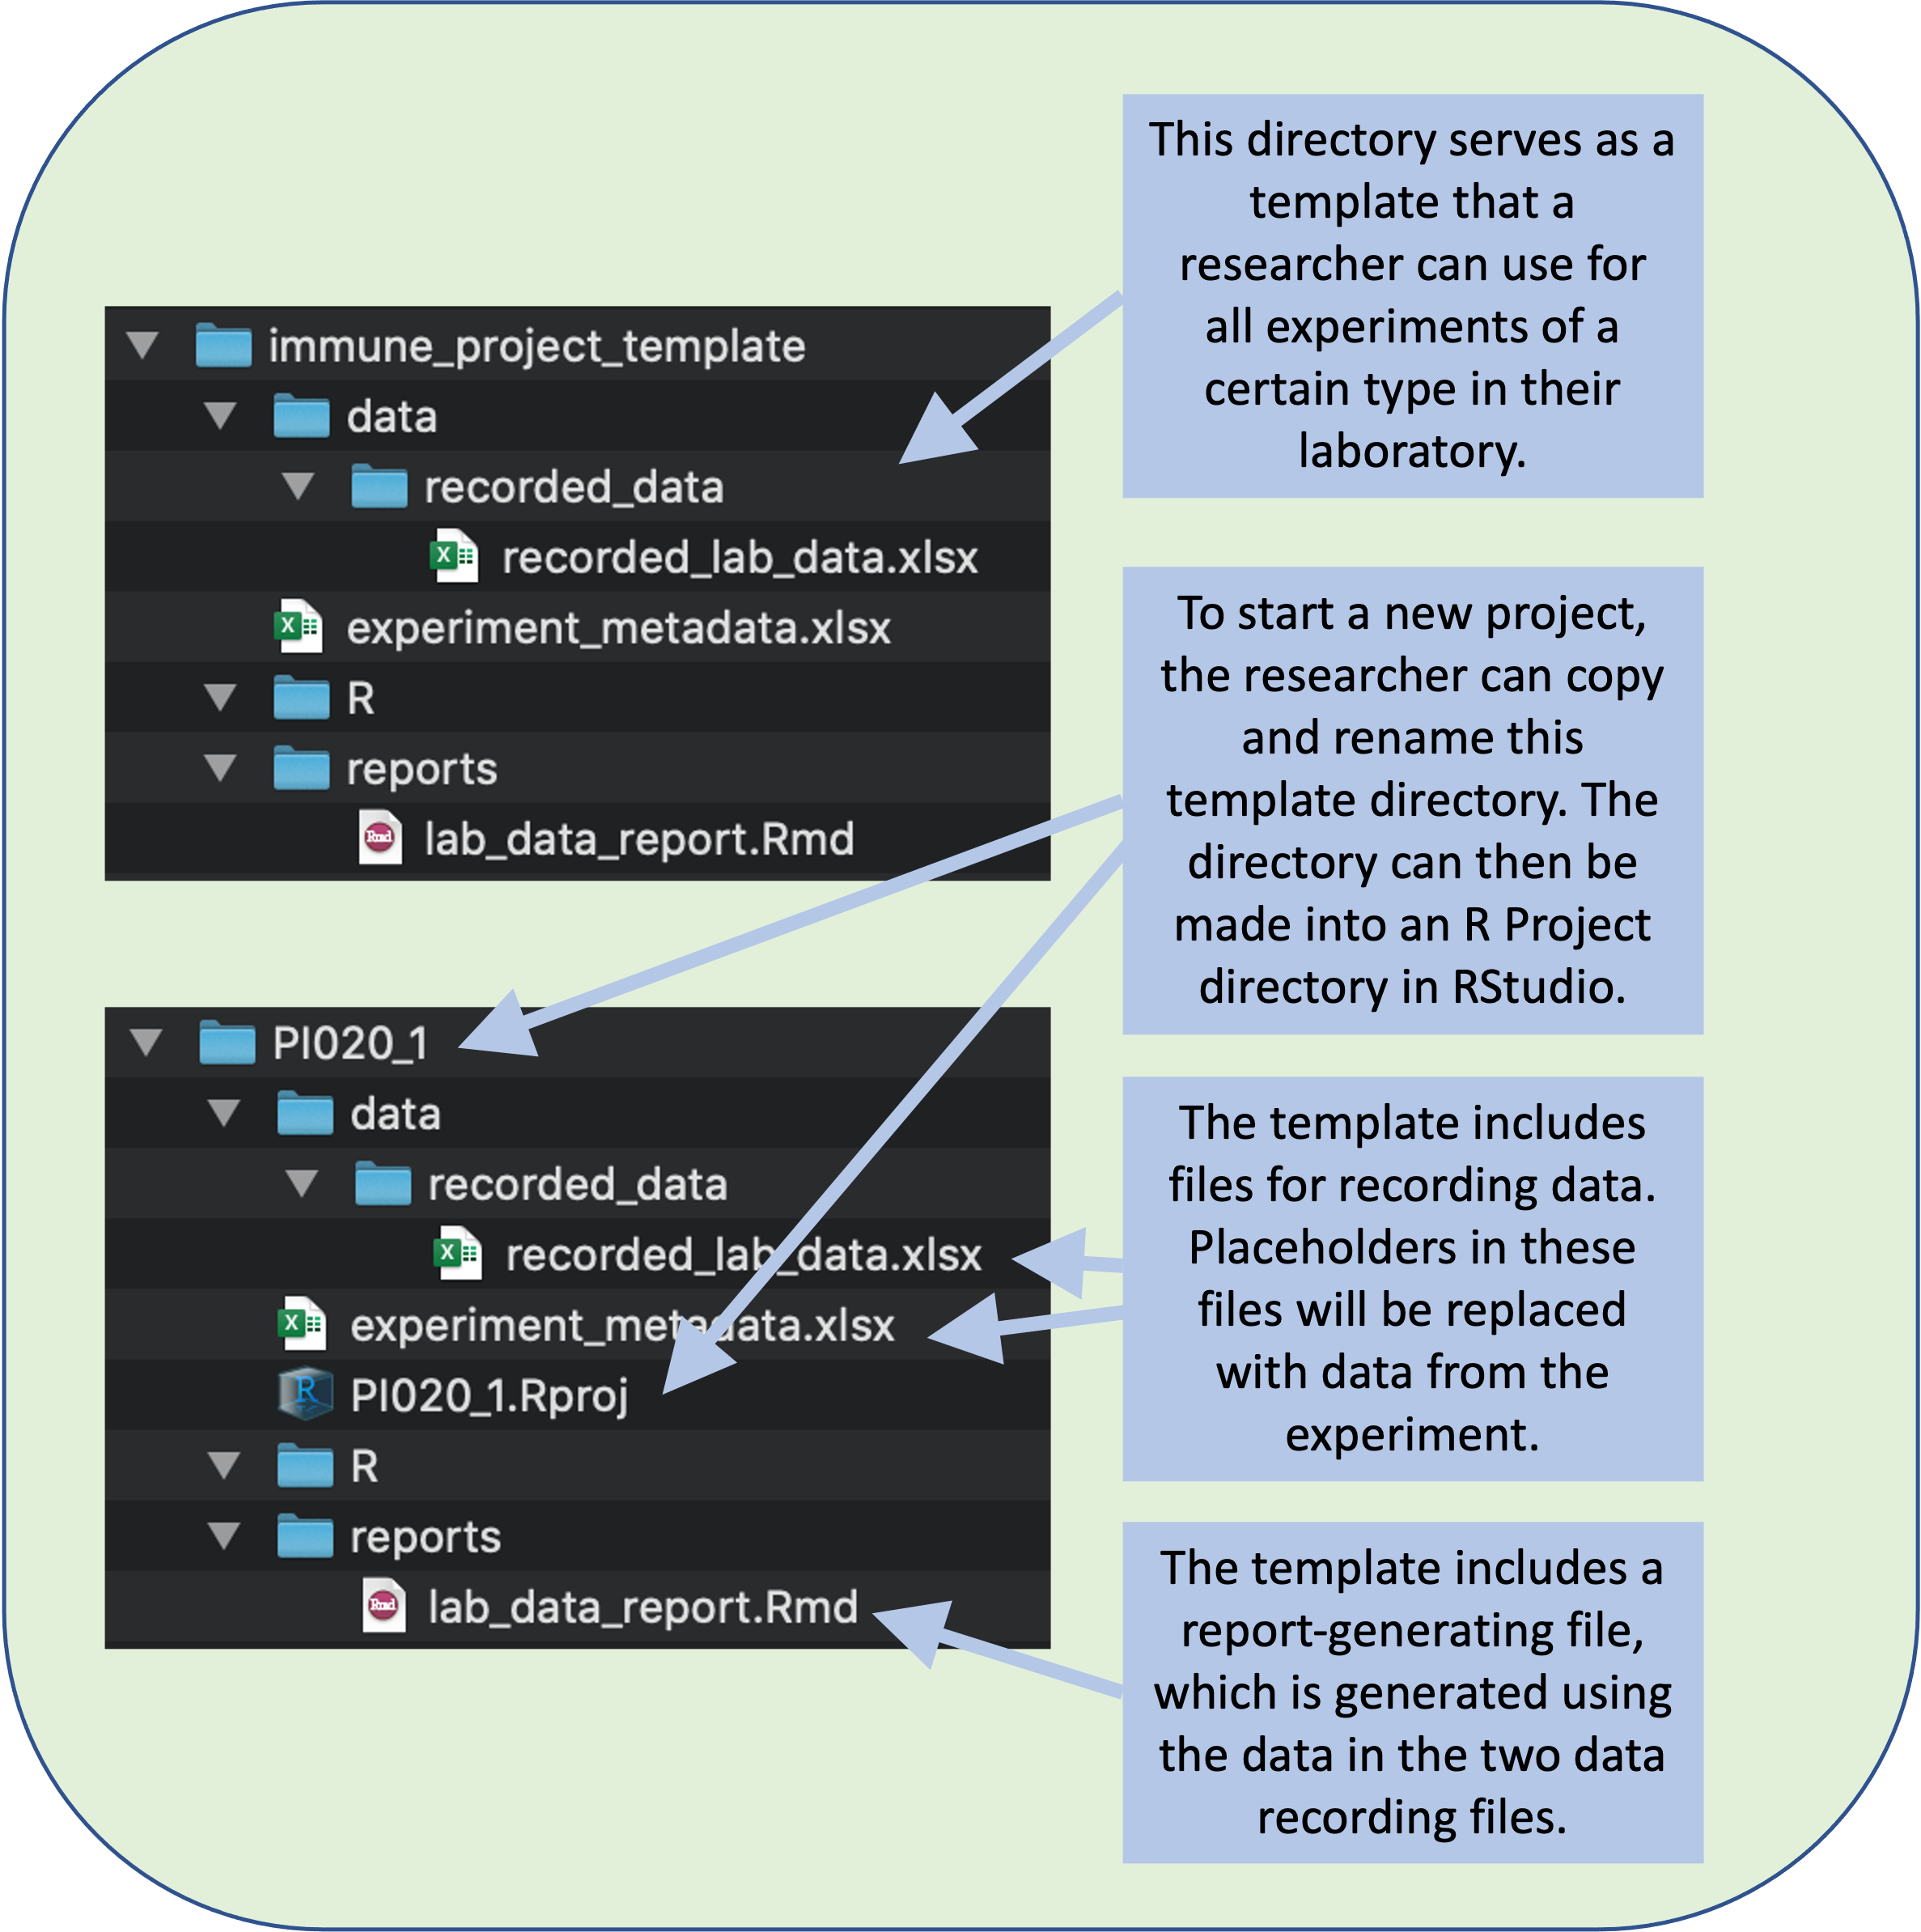 immune_project_template
data
recorded_data
recorded_lab_data.xlsx
experiment_metadata.xlsx
R
reports
lab_data_report.Rmd
PI020_1
data
recorded_data
recorded_lab_data.xlsx
experiment_metadata.xlsx
PI020_1.Rproj
R
reports
lab_data_report.Rmd
This directory serves as a
template that a
researcher can use for
all experiments of a
certain type in their
laboratory.
To start a new project,
the researcher can copy
and rename this
template directory. The
directory can then be
made into an R Project
directory in RStudio.
The template includes
files for recording data.
Placeholders in these
files will be replaced
with data from the
experiment.
The template includes a
report-generating file,
which is generated using
the data in the two data
recording files.